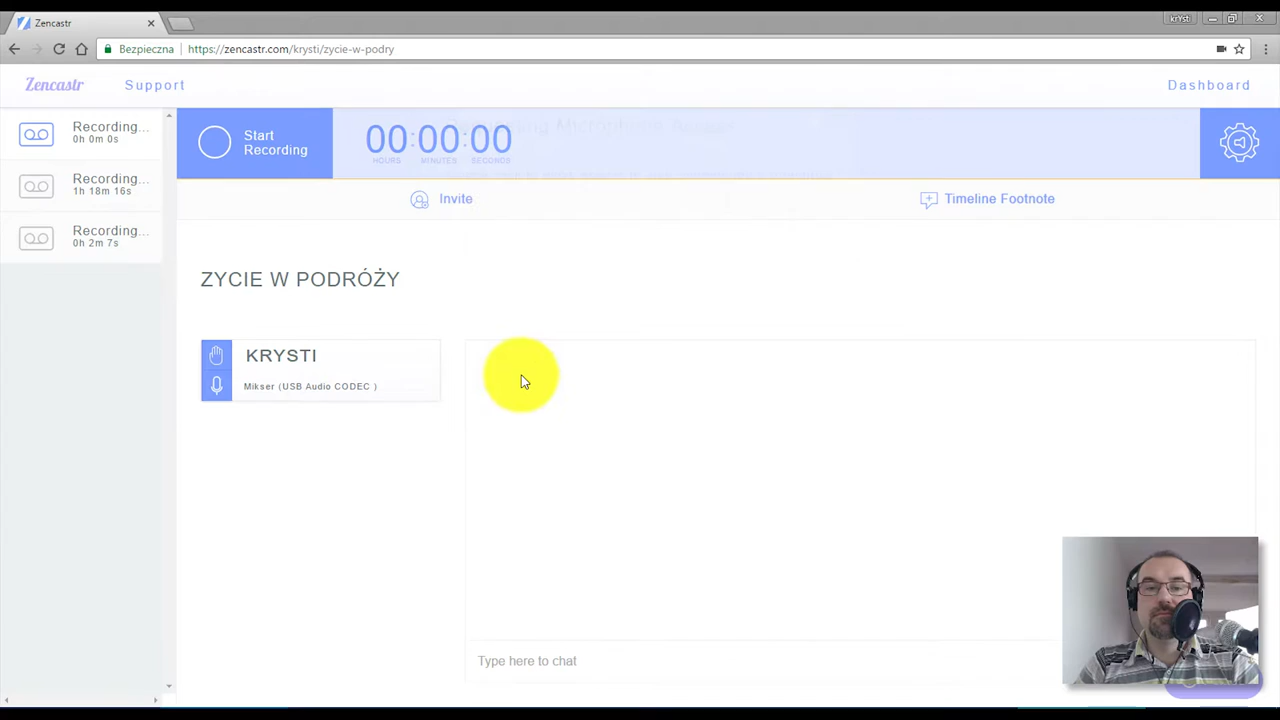 Zencastr
krYsti
Bezpieczna
https://zencastr.com/krysti/zycie-w-podry
Zencastr
Support
Dashboard
Recording...
0h 0m 0s
Recording...
1h 18m 16s
Recording...
0h 2m 7s
Start
Recording
00:00:00
HOURS MINUTES SECONDS
Invite
Timeline Footnote
ZYCIE W PODRÓŻY
KRYSTI
Mikser (USB Audio CODEC )
Type here to chat